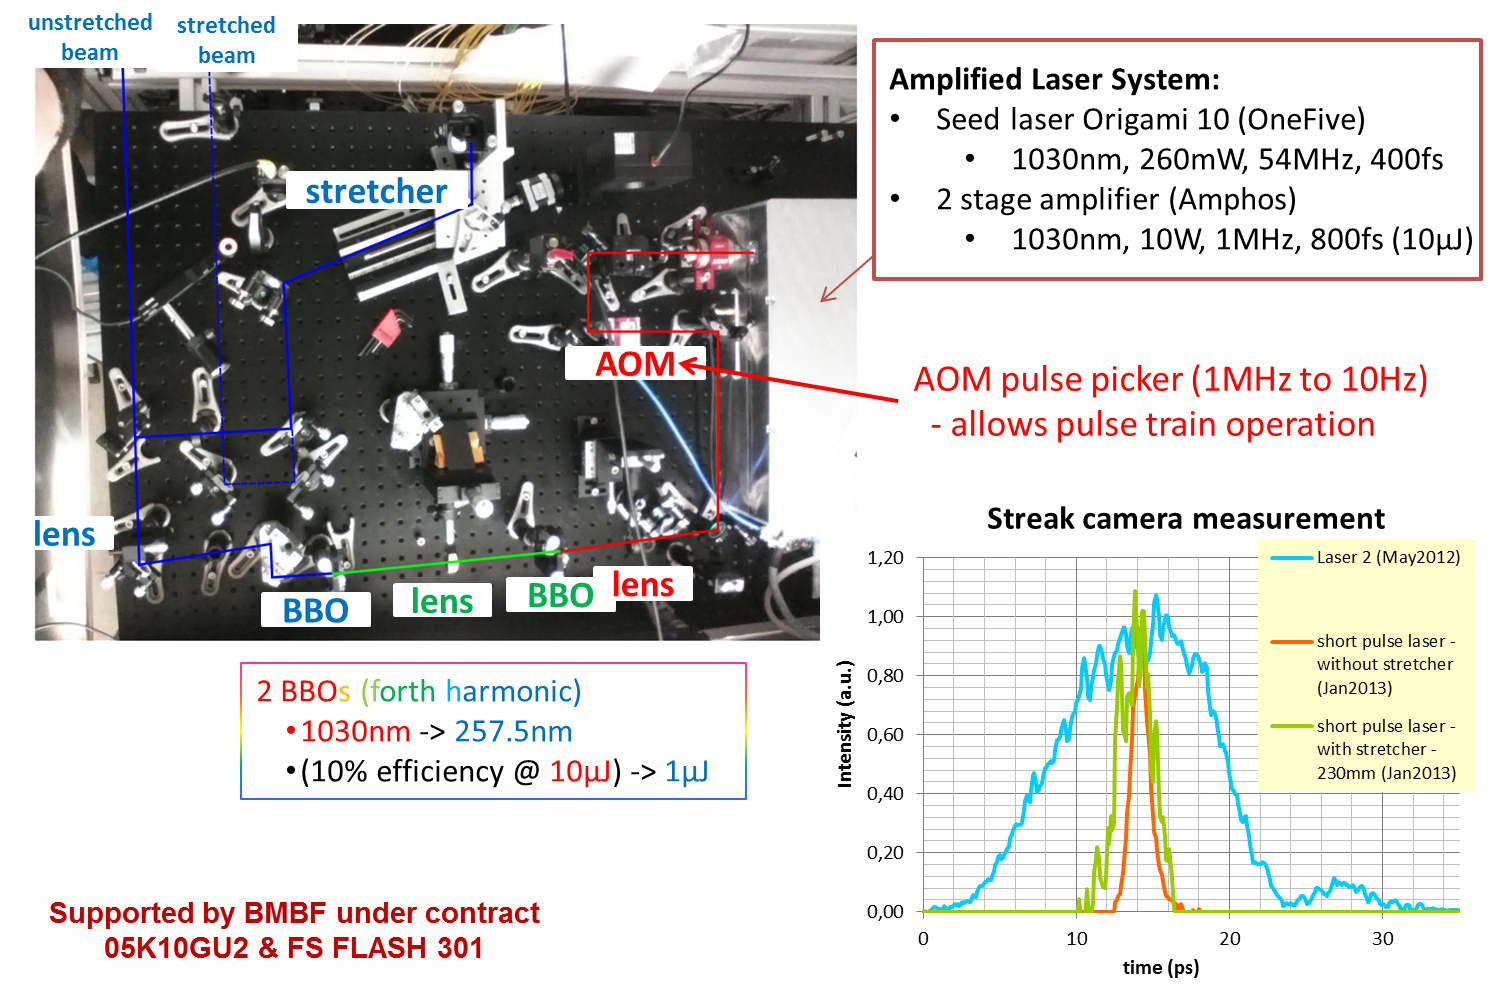 unstretched
beam
stretched
beam
stretcher
AOM
lens
BBO
lens
BBO
lens
Amplified Laser System:
• Seed laser Origami 10 (OneFive)
• 1030nm, 260mW, 54MHz, 400fs
• 2 stage amplifier (Amphos)
• 1030nm, 10W, 1MHz, 800fs (10µJ)
AOM pulse picker (1MHz to 10Hz)
- allows pulse train operation
2 BBOs (forth harmonic)
•1030nm -> 257.5nm
•(10% efficiency @ 10µJ) -> 1µJ
Supported by BMBF under contract
05K10GU2 & FS FLASH 301
Streak camera measurement
1,20
1,00
0,80
0,60
0,40
0,20
0,00
Intensity (a.u.)
0
10
20
30
time (ps)
Laser 2 (May2012)
short pulse laser -
without stretcher
(Jan2013)
short pulse laser -
with stretcher -
230mm (Jan2013)